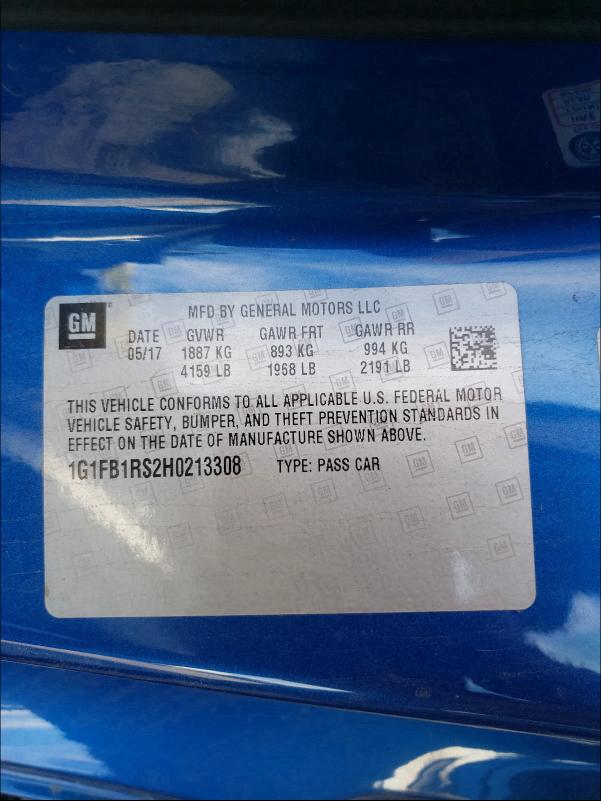 GM
MFD BY GENERAL MOTORS LLC
DATE GVWR GAWR FRT GAWR RR
05/17 1887 KG 893 KG 994 KG
4159 LB 1968 LB 2191 LB
THIS VEHICLE CONFORMS TO ALL APPLICABLE U.S. FEDERAL MOTOR
VEHICLE SAFETY, BUMPER, AND THEFT PREVENTION STANDARDS IN
EFFECT ON THE DATE OF MANUFACTURE SHOWN ABOVE.
1G1FB1RS2H0213308 TYPE: PASS CAR